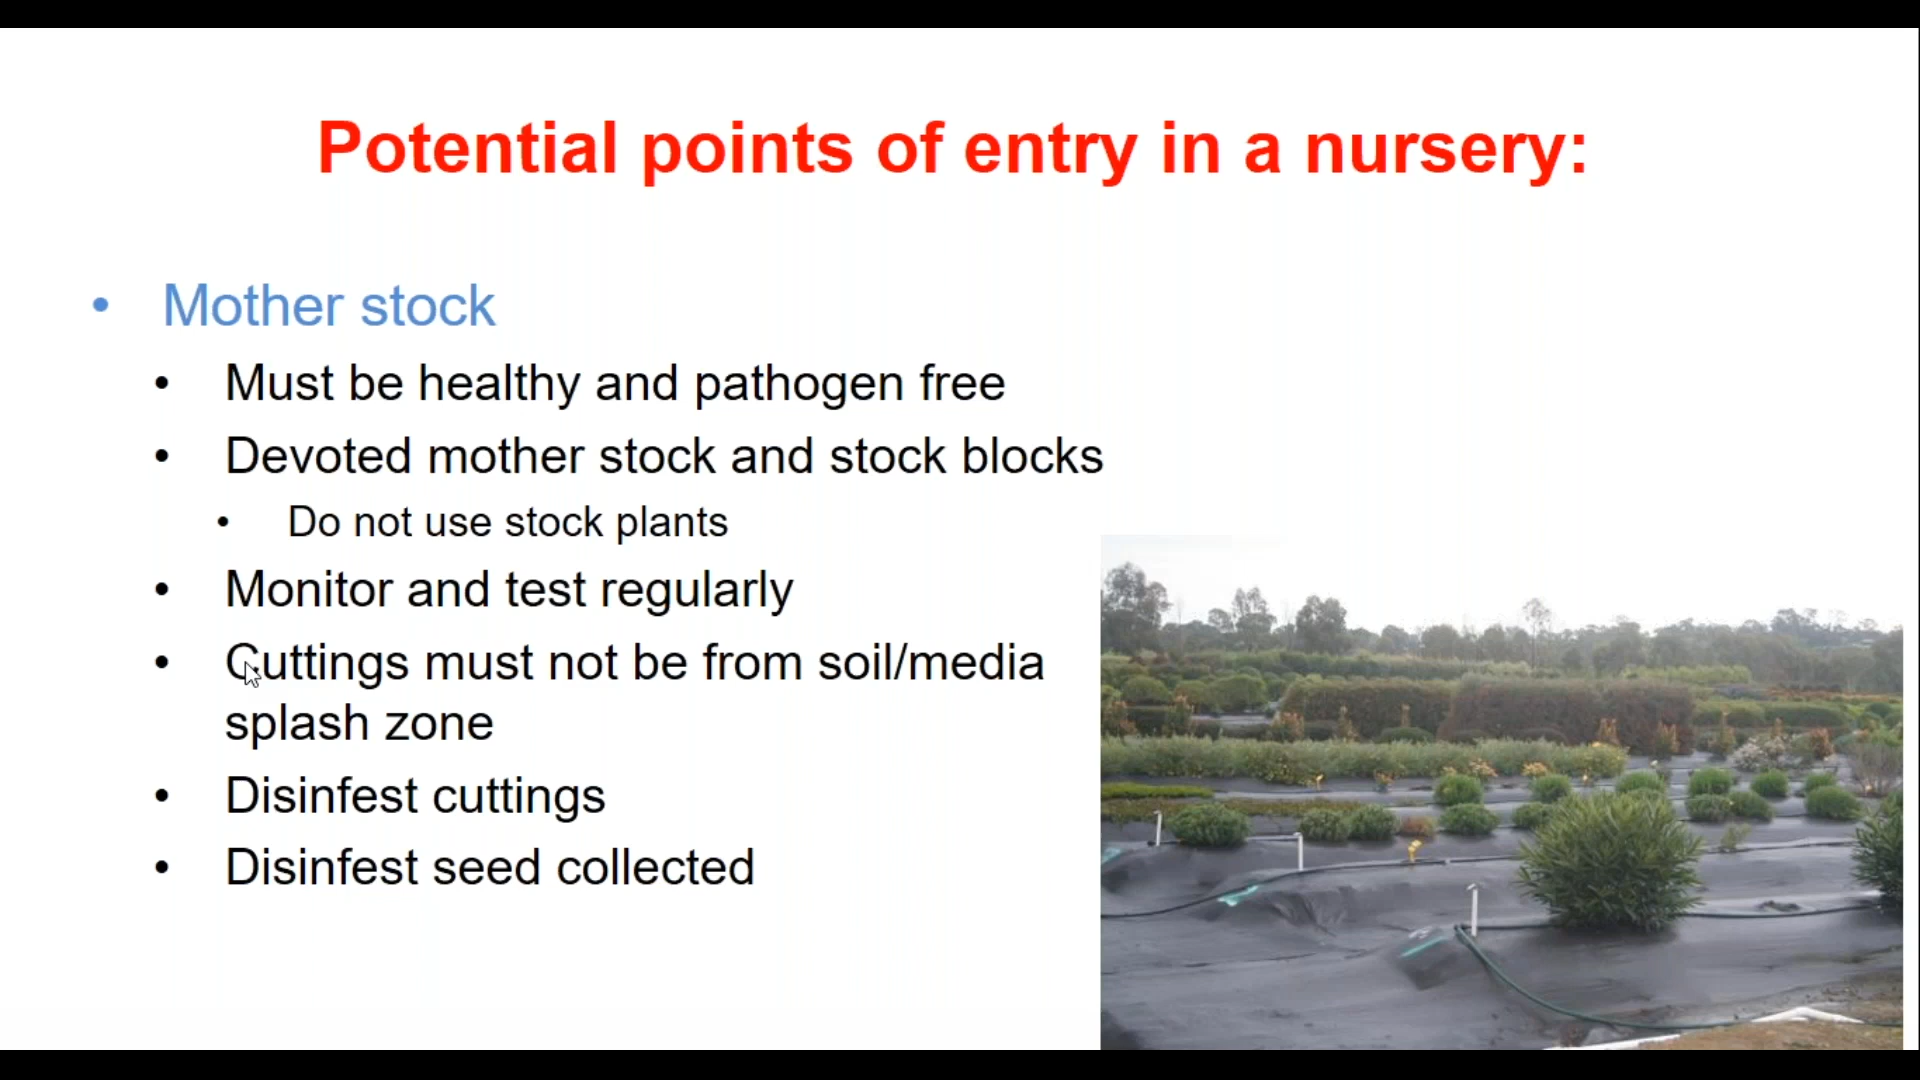 Potential points of entry in a nursery:
• Mother stock
• Must be healthy and pathogen free
• Devoted mother stock and stock blocks
• Do not use stock plants
• Monitor and test regularly
• Cuttings must not be from soil/media
splash zone
• Disinfest cuttings
• Disinfest seed collected